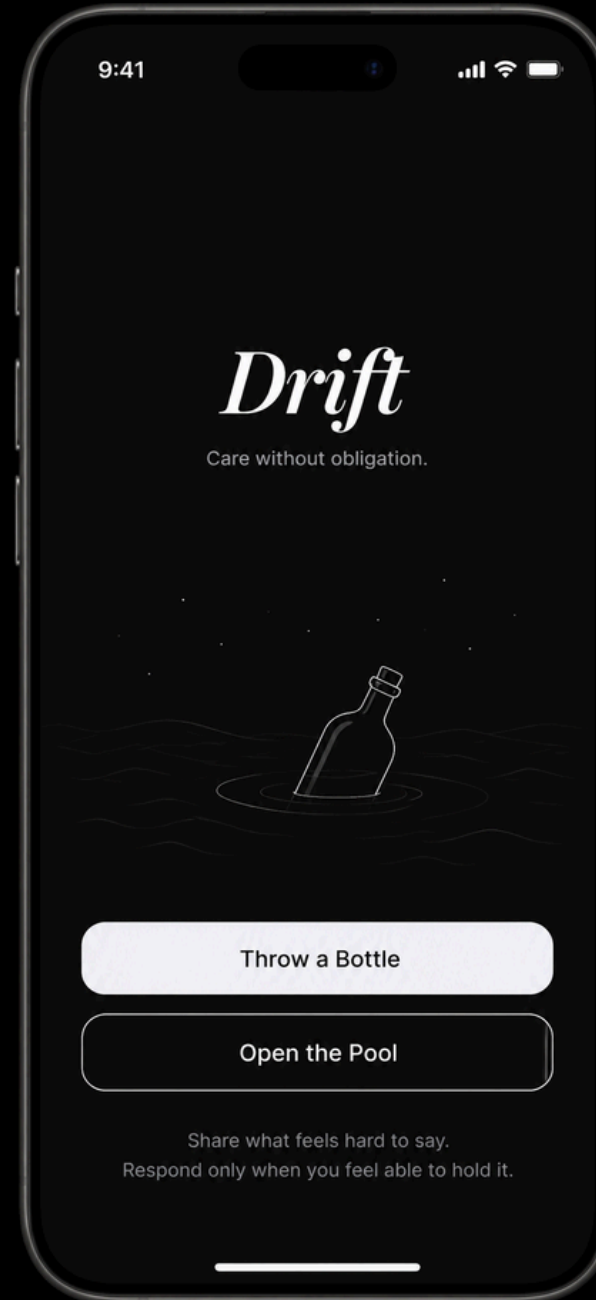 9:41
Drift
Care without obligation.
Throw a Bottle
Open the Pool
Share what feels hard to say.
Respond only when you feel able to hold it.